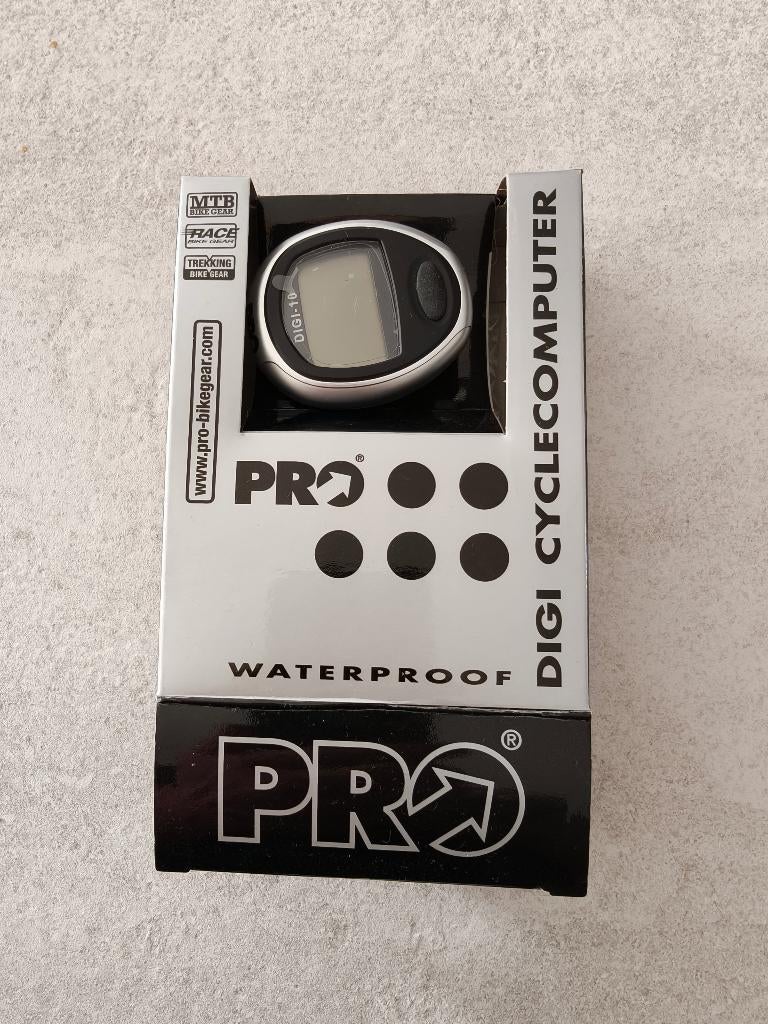 MTB
BIKE GEAR
RACE
BIKE GEAR
TREKKING
BIKE GEAR
www.pro-bikegear.com
DIGI-10
DIGI CYCLECOMPUTER
PRO®
WATERPROOF
PRO®